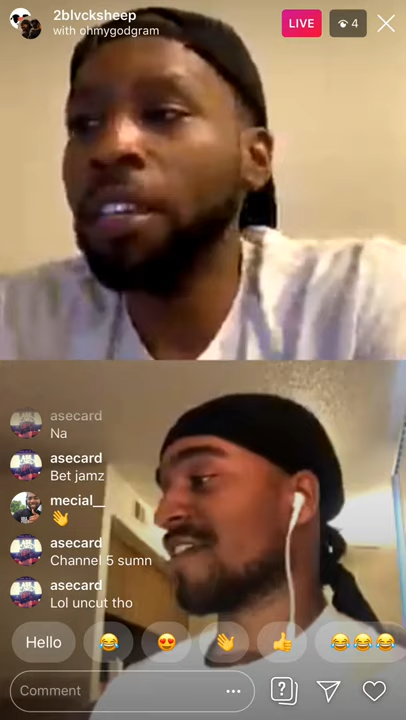 2blvcksheep
with ohmygodgram
LIVE
4
asecard
Na
asecard
Bet jamz
mecial__
👋
asecard
Channel 5 sumn
asecard
Lol uncut tho
Hello
😂
😍
👋
👍
😂😂😂
Comment
?